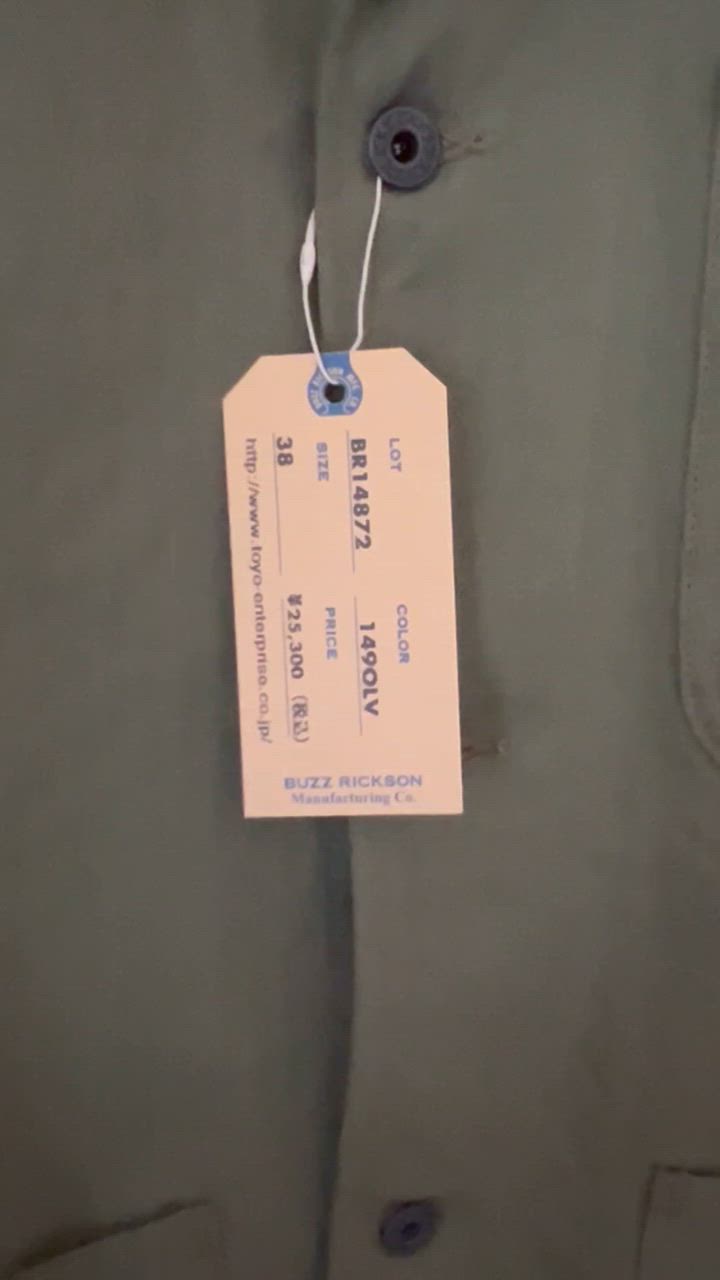 LOT
BR14872
COLOR
149OLV
SIZE
38
PRICE
¥25,300 (税込)
http://www.toyo-enterprise.co.jp/
BUZZ RICKSON
Manufacturing Co.